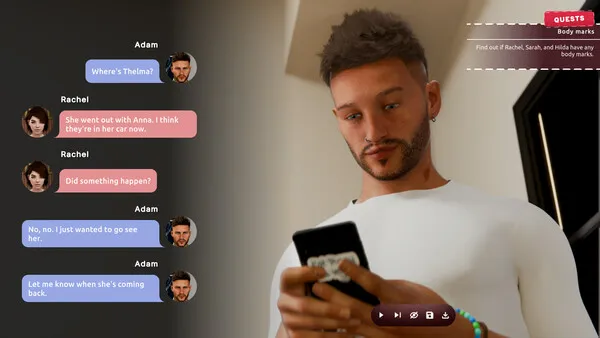 Adam
Where's Thelma?
Rachel
She went out with Anna. I think
they're in her car now.
Rachel
Did something happen?
Adam
No, no. I just wanted to go see
her.
Adam
Let me know when she's coming
back.
QUESTS
Body marks
Find out if Rachel, Sarah, and Hilda have any
body marks.